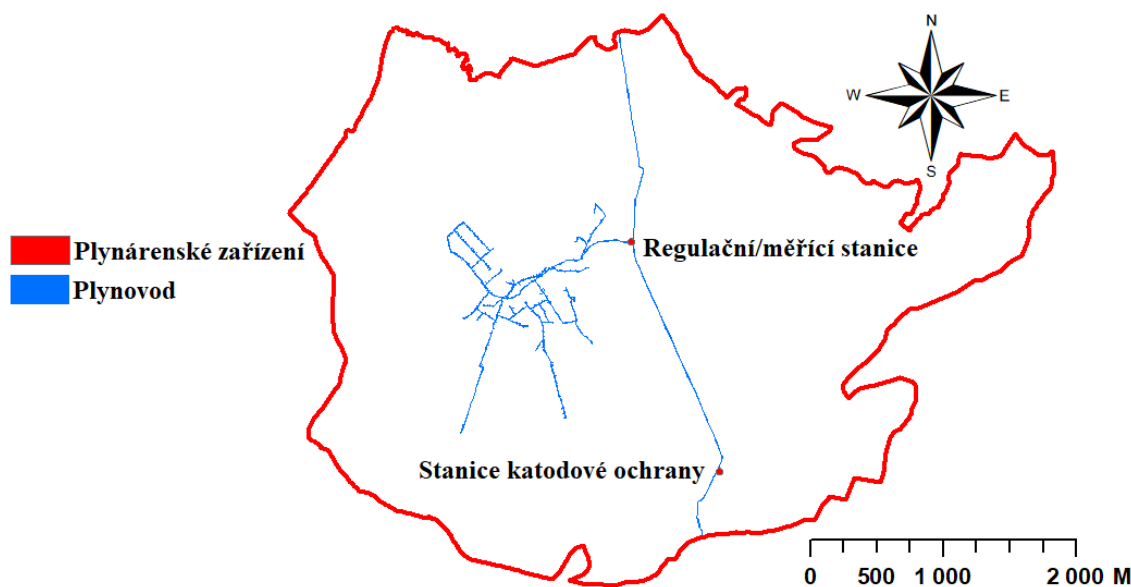 N
W E
S
Plynárenské zařízení
Plynovod
Regulační/měřící stanice
Stanice katodové ochrany
0 500 1 000 2 000 M